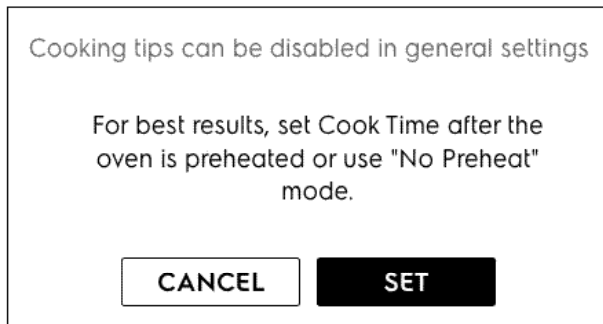 Cooking tips can be disabled in general settings
For best results, set Cook Time after the
oven is preheated or use "No Preheat"
mode.
CANCEL
SET